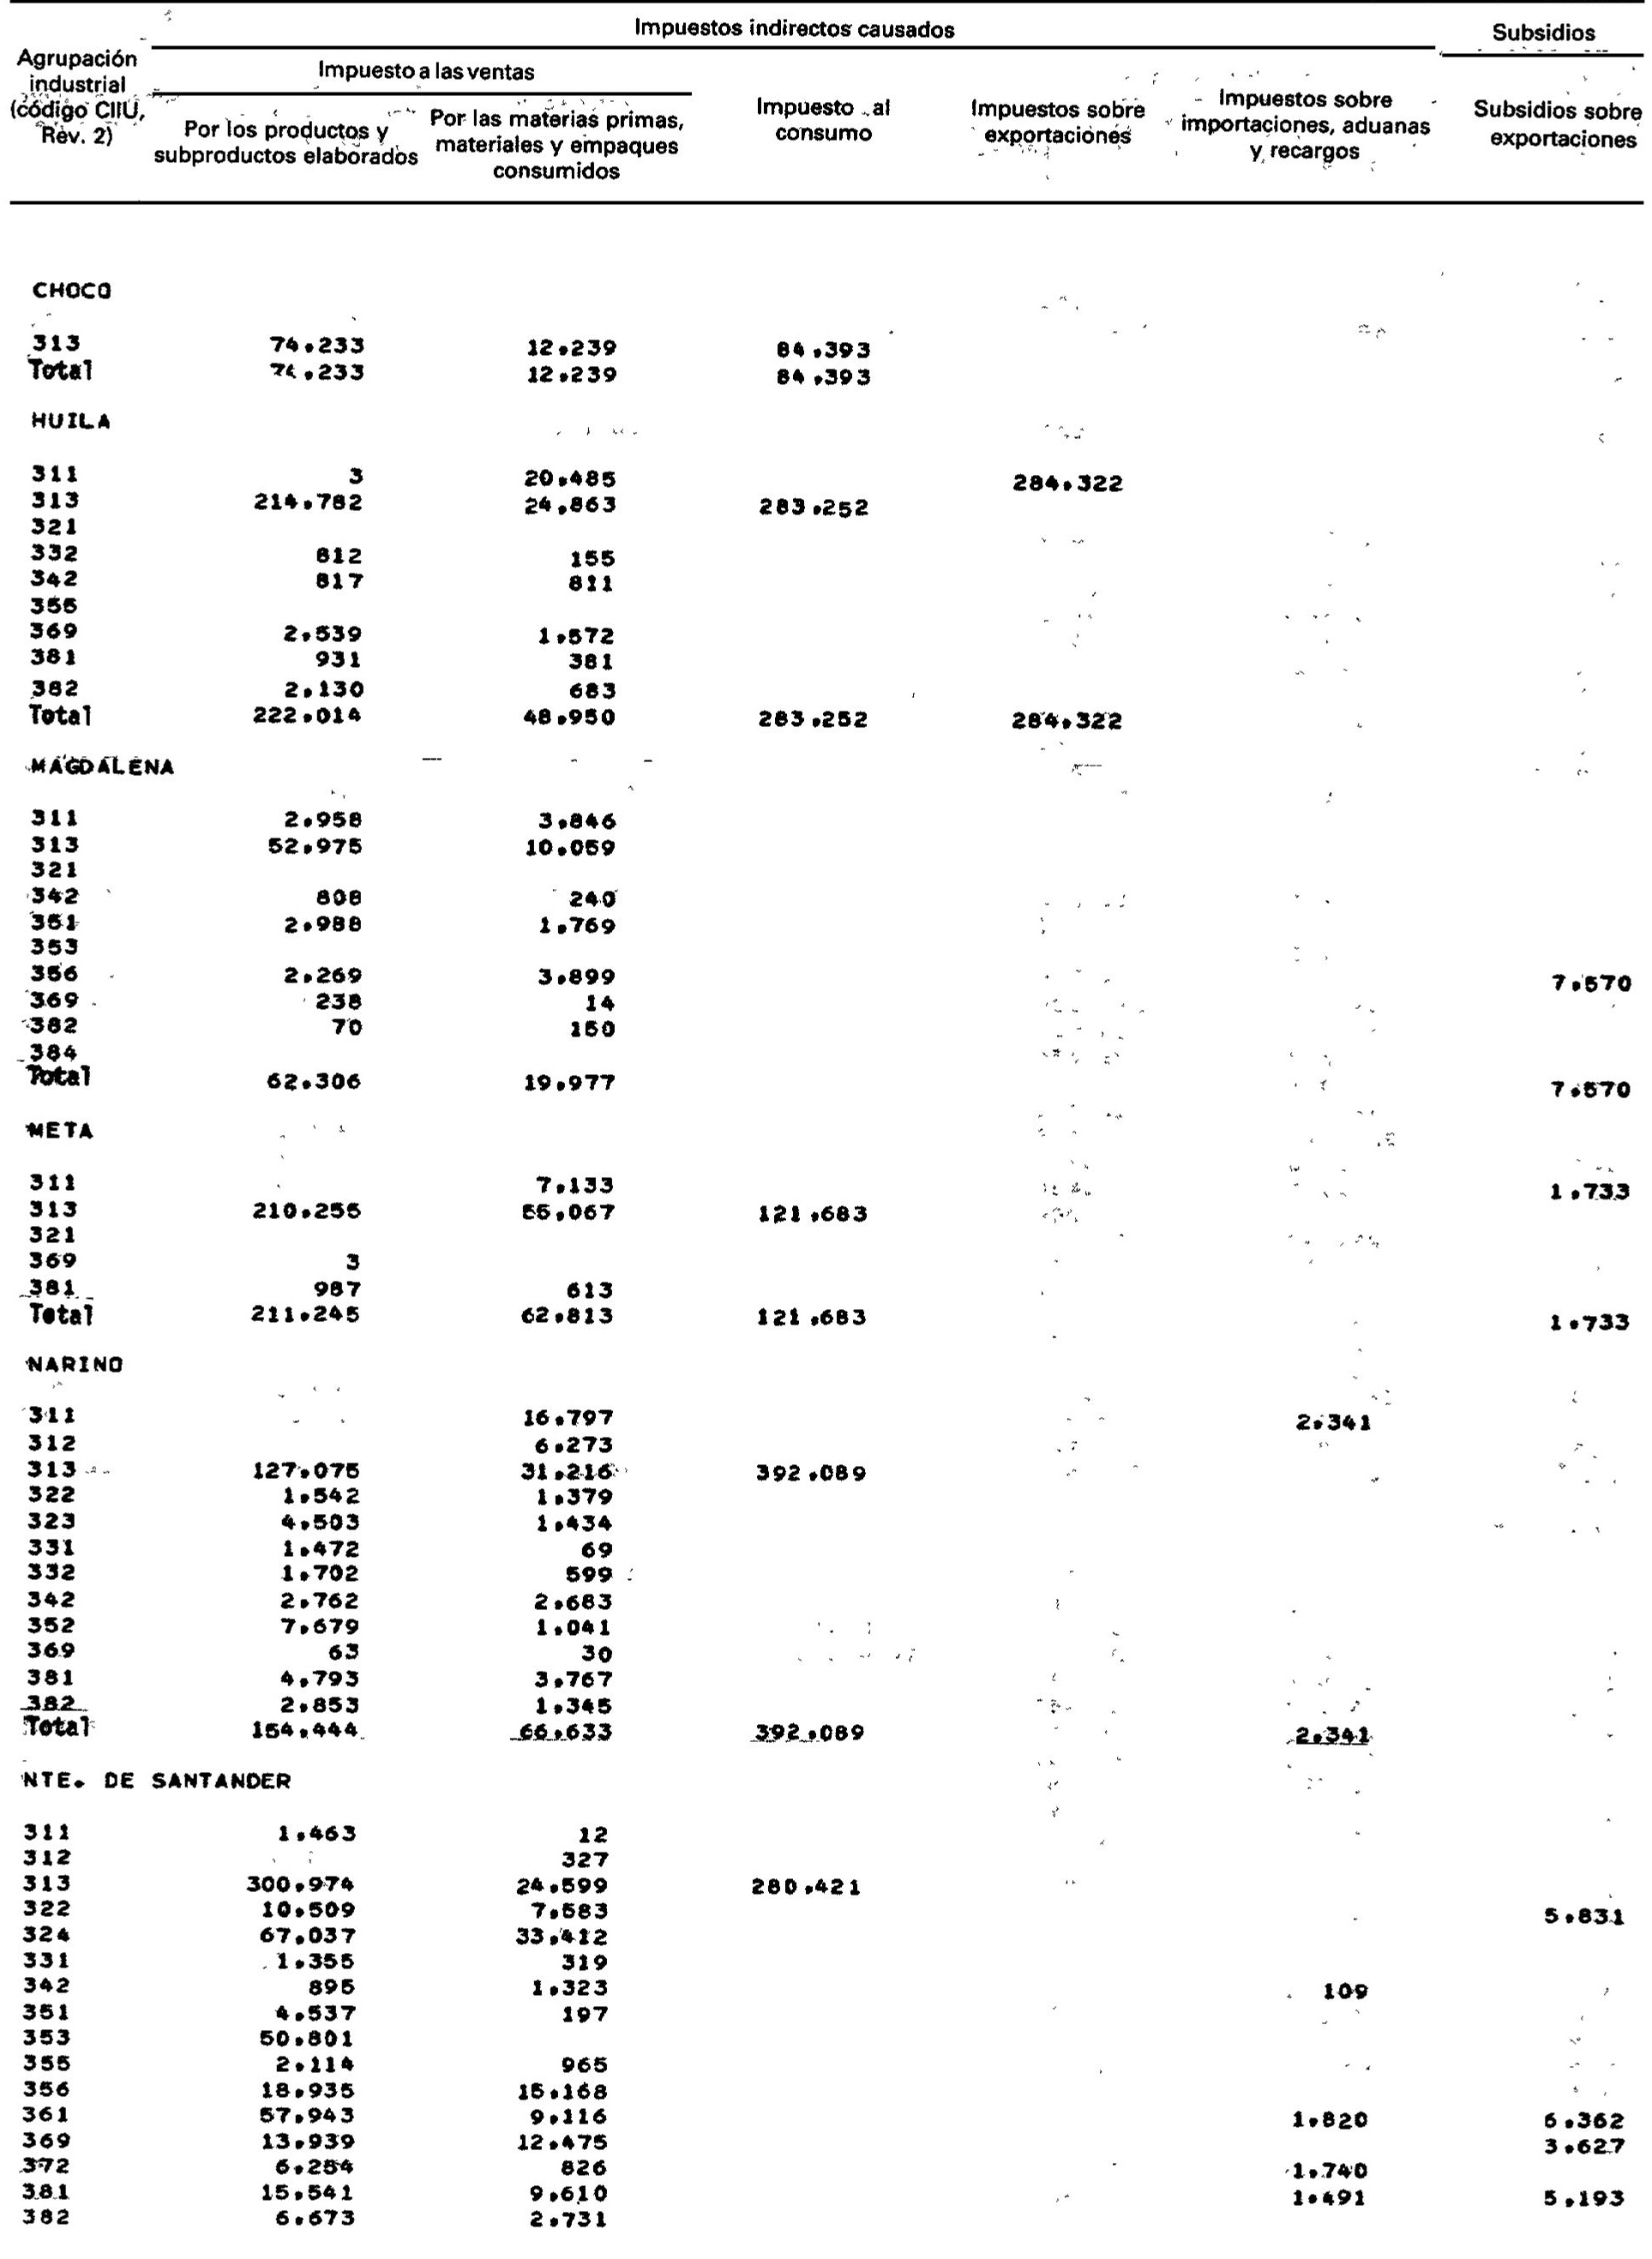 Impuestos indirectos causados Subsidios
Agrupación industrial (código CIIU, Rev. 2) Impuesto a las ventas Impuesto al consumo Impuestos sobre exportaciones Impuestos sobre importaciones, aduanas y recargos Subsidios sobre exportaciones
Por los productos y subproductos elaborados Por las materias primas, materiales y empaques consumidos
CHOCO
313 74.233 12.239 84.393
Total 74.233 12.239 84.393
HUILA
311 3 20.485 284.322
313 214.782 24.863 283.252
321
332 812 155
342 817 811
355
369 2.539 1.572
381 931 381
382 2.130 683
Total 222.014 48.950 283.252 284.322
MAGDALENA
311 2.958 3.846
313 52.975 10.059
321
342 808 240
351 2.988 1.769
353
356 2.269 3.899 7.570
369 238 14
382 70 150
384
Total 62.306 19.977 7.570
META
311 7.133 1.733
313 210.255 55.067 121.683
321
369 3
381 987 613
Total 211.245 62.813 121.683 1.733
NARINO
311 16.797 2.341
312 6.273
313 127.075 31.216 392.089
322 1.542 1.379
323 4.503 1.434
331 1.472 69
332 1.702 599
342 2.762 2.683
352 7.679 1.041
369 63 30
381 4.793 3.767
382 2.853 1.345
Total 154.444 66.633 392.089 2.341
NTE. DE SANTANDER
311 1.463 12
312 327
313 300.974 24.599 280.421
322 10.509 7.583 5.831
324 67.037 33.412
331 1.355 319
342 895 1.323 109
351 4.537 197
353 50.801
355 2.114 965
356 18.935 15.168
361 57.943 9.116 1.820 6.362
369 13.939 12.475 3.627
372 6.254 826 1.740
381 15.541 9.610 1.491 5.193
382 6.673 2.731